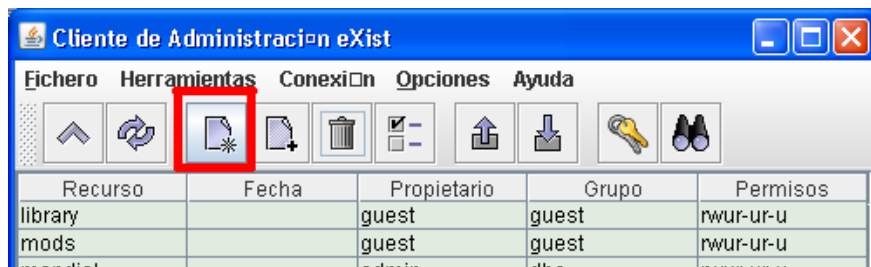 Cliente de Administraci¤n eXist
Fichero Herramientas Conexi□n Opciones Ayuda
Recurso Fecha Propietario Grupo Permisos
library guest guest rwur-ur-u
mods guest guest rwur-ur-u